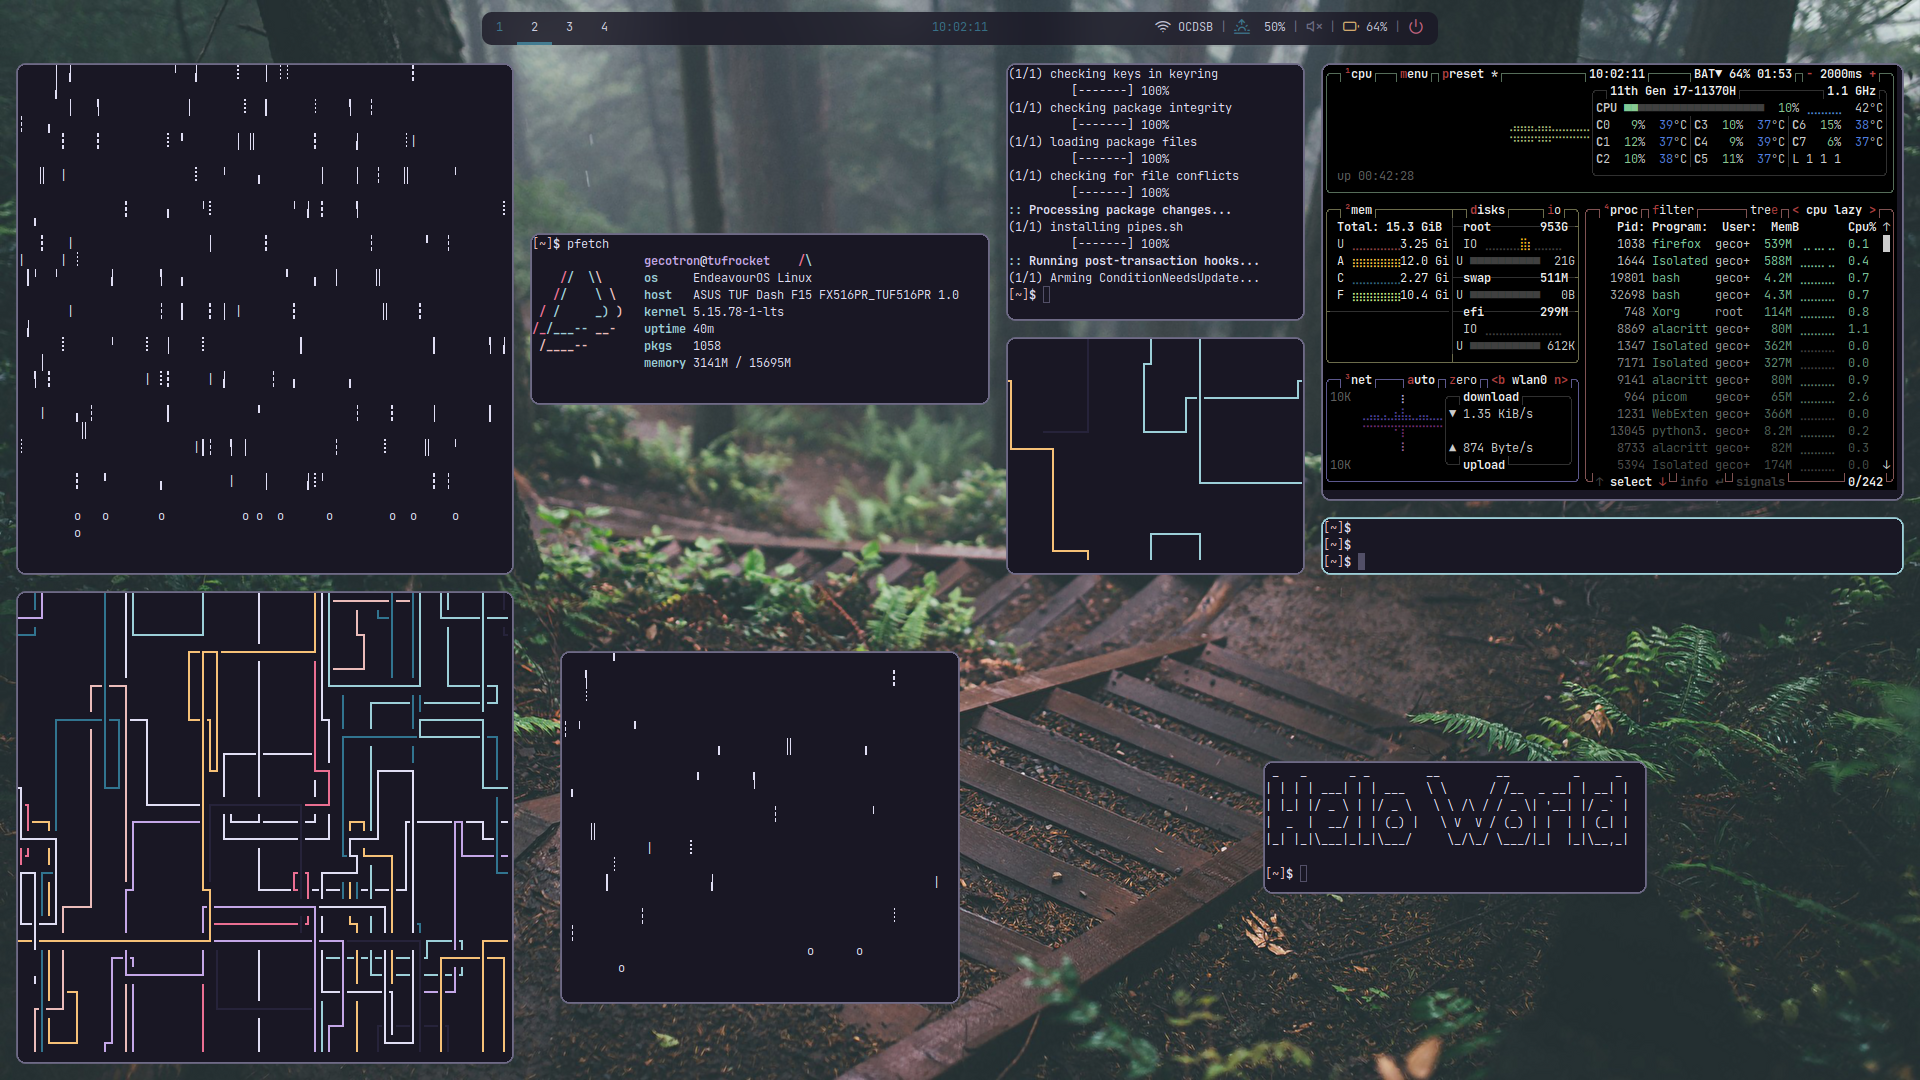 1 2 3 4 10:02:11 OCDSB | 50% | | 64% |
[~]$ pfetch
gecotron@tufrocket
os EndeavourOS Linux
host ASUS TUF Dash F15 FX516PR_TUF516PR 1.0
kernel 5.15.78-1-lts
uptime 40m
pkgs 1058
memory 3141M / 15695M
(1/1) checking keys in keyring
[-------] 100%
(1/1) checking package integrity
[-------] 100%
(1/1) loading package files
[-------] 100%
(1/1) checking for file conflicts
[-------] 100%
:: Processing package changes...
(1/1) installing pipes.sh
[-------] 100%
:: Running post-transaction hooks...
(1/1) Arming ConditionNeedsUpdate...
[~]$
¹cpu menu preset * 10:02:11 BAT▼ 64% 01:53 - 2000ms +
11th Gen i7-11370H 1.1 GHz
CPU 10% 42°C
C0 9% 39°C C3 10% 37°C C6 15% 38°C
C1 12% 37°C C4 9% 39°C C7 6% 37°C
C2 10% 38°C C5 11% 37°C L 1 1 1
up 00:42:28
²mem disks io
Total: 15.3 GiB root 953G
U 3.25 Gi IO
A 12.0 Gi U 21G
C 2.27 Gi swap 511M
F 10.4 Gi U 0B
efi 299M
IO
U 612K
³net auto zero <b wlan0 n>
10K download
▼ 1.35 KiB/s
▲ 874 Byte/s
10K upload
⁴proc filter tree < cpu lazy >
Pid: Program: User: MemB Cpu% ↑
1038 firefox geco+ 539M 0.1
1644 Isolated geco+ 588M 0.4
19801 bash geco+ 4.2M 0.7
32698 bash geco+ 4.3M 0.7
748 Xorg root 114M 0.8
8869 alacritt geco+ 80M 1.1
1347 Isolated geco+ 362M 0.0
7171 Isolated geco+ 327M 0.0
9141 alacritt geco+ 80M 0.9
964 picom geco+ 65M 2.6
1231 WebExten geco+ 366M 0.0
13045 python3. geco+ 8.2M 0.2
8733 alacritt geco+ 82M 0.3
5394 Isolated geco+ 174M 0.0 ↓
↑ select ↓ info ↵ signals 0/242
[~]$
[~]$
[~]$
Hello World
[~]$